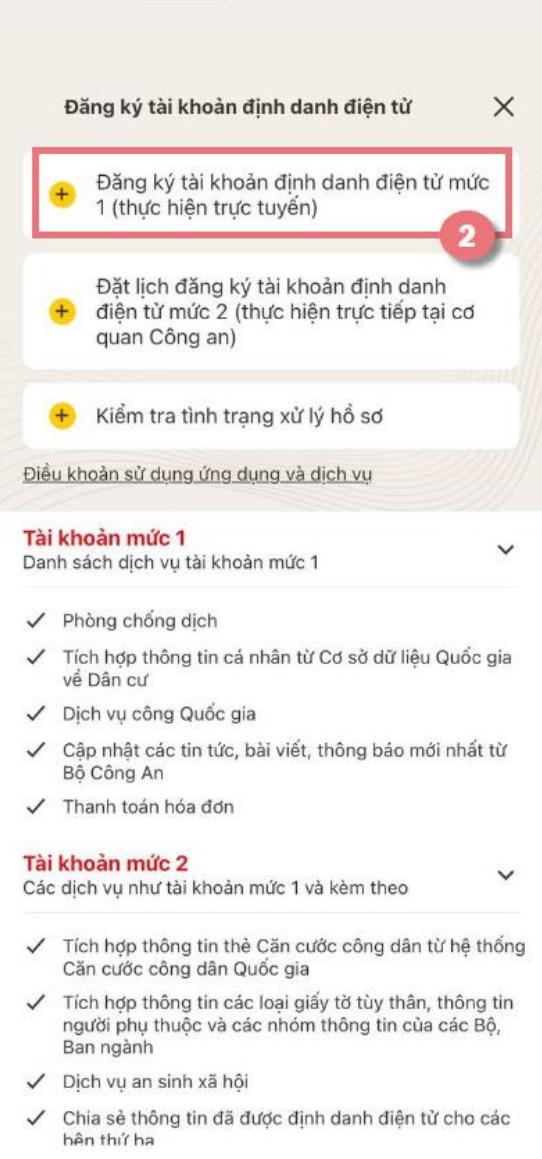 Đăng ký tài khoản định danh điện tử
Đăng ký tài khoản định danh điện tử mức
1 (thực hiện trực tuyến)
2
Đặt lịch đăng ký tài khoản định danh
điện tử mức 2 (thực hiện trực tiếp tại cơ
quan Công an)
Kiểm tra tình trạng xử lý hồ sơ
Điều khoản sử dụng ứng dụng và dịch vụ
Tài khoản mức 1
Danh sách dịch vụ tài khoản mức 1
Phòng chống dịch
Tích hợp thông tin cá nhân từ Cơ sở dữ liệu Quốc gia
về Dân cư
Dịch vụ công Quốc gia
Cập nhật các tin tức, bài viết, thông báo mới nhất từ
Bộ Công An
Thanh toán hóa đơn
Tài khoản mức 2
Các dịch vụ như tài khoản mức 1 và kèm theo
Tích hợp thông tin thẻ Căn cước công dân từ hệ thống
Căn cước công dân Quốc gia
Tích hợp thông tin các loại giấy tờ tùy thân, thông tin
người phụ thuộc và các nhóm thông tin của các Bộ,
Ban ngành
Dịch vụ an sinh xã hội
Chia sẻ thông tin đã được định danh điện tử cho các
bên thứ ba